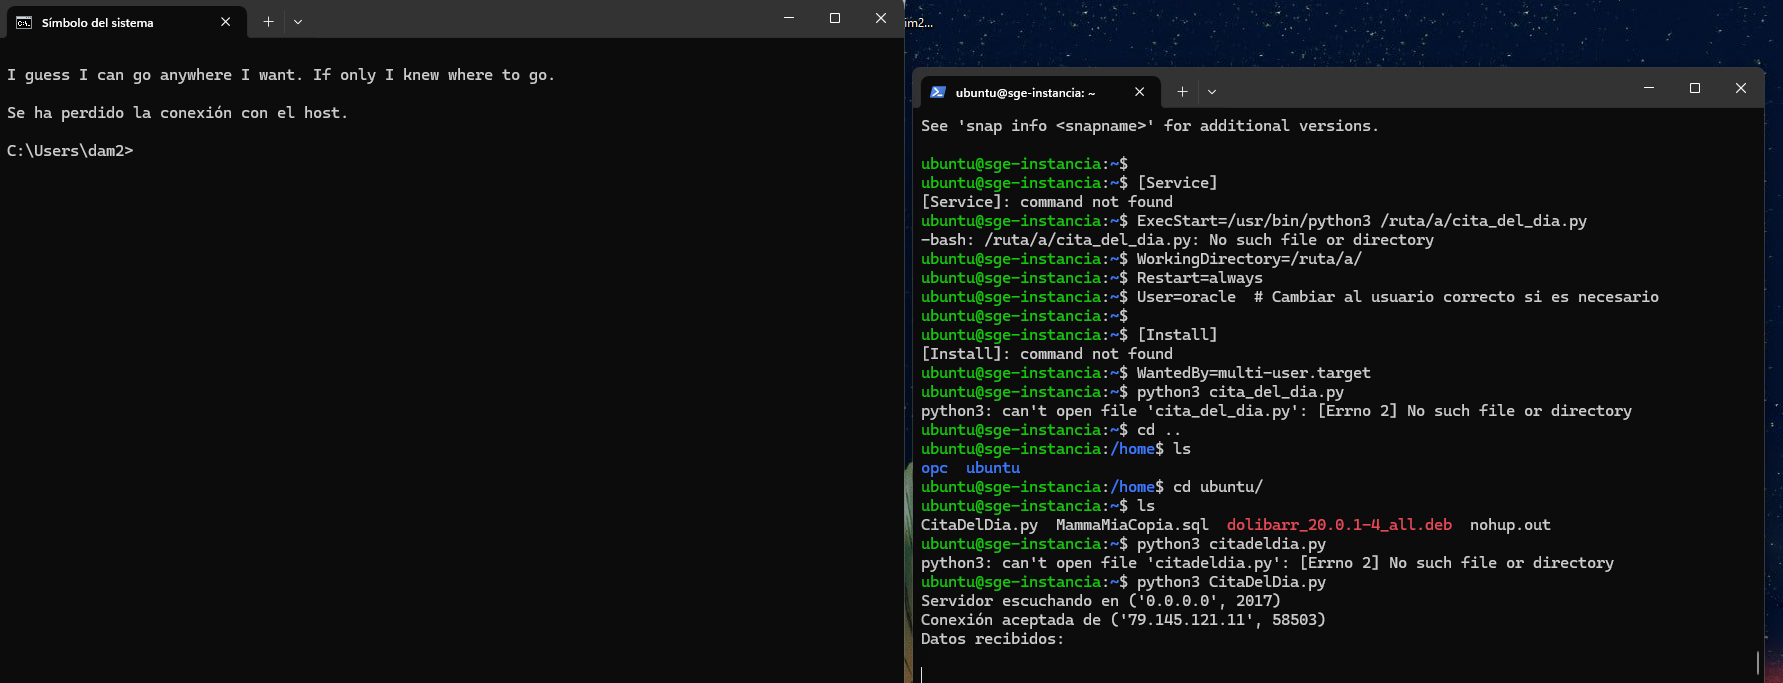 Símbolo del sistema
I guess I can go anywhere I want. If only I knew where to go.
Se ha perdido la conexión con el host.
C:\Users\dam2>
im2...
ubuntu@sge-instancia: ~
See 'snap info <snapname>' for additional versions.
ubuntu@sge-instancia:~$
ubuntu@sge-instancia:~$ [Service]
[Service]: command not found
ubuntu@sge-instancia:~$ ExecStart=/usr/bin/python3 /ruta/a/cita_del_dia.py
-bash: /ruta/a/cita_del_dia.py: No such file or directory
ubuntu@sge-instancia:~$ WorkingDirectory=/ruta/a/
ubuntu@sge-instancia:~$ Restart=always
ubuntu@sge-instancia:~$ User=oracle  # Cambiar al usuario correcto si es necesario
ubuntu@sge-instancia:~$
ubuntu@sge-instancia:~$ [Install]
[Install]: command not found
ubuntu@sge-instancia:~$ WantedBy=multi-user.target
ubuntu@sge-instancia:~$ python3 cita_del_dia.py
python3: can't open file 'cita_del_dia.py': [Errno 2] No such file or directory
ubuntu@sge-instancia:~$ cd ..
ubuntu@sge-instancia:/home$ ls
opc  ubuntu
ubuntu@sge-instancia:/home$ cd ubuntu/
ubuntu@sge-instancia:~$ ls
CitaDelDia.py  MammaMiaCopia.sql  dolibarr_20.0.1-4_all.deb  nohup.out
ubuntu@sge-instancia:~$ python3 citadeldia.py
python3: can't open file 'citadeldia.py': [Errno 2] No such file or directory
ubuntu@sge-instancia:~$ python3 CitaDelDia.py
Servidor escuchando en ('0.0.0.0', 2017)
Conexión aceptada de ('79.145.121.11', 58503)
Datos recibidos: